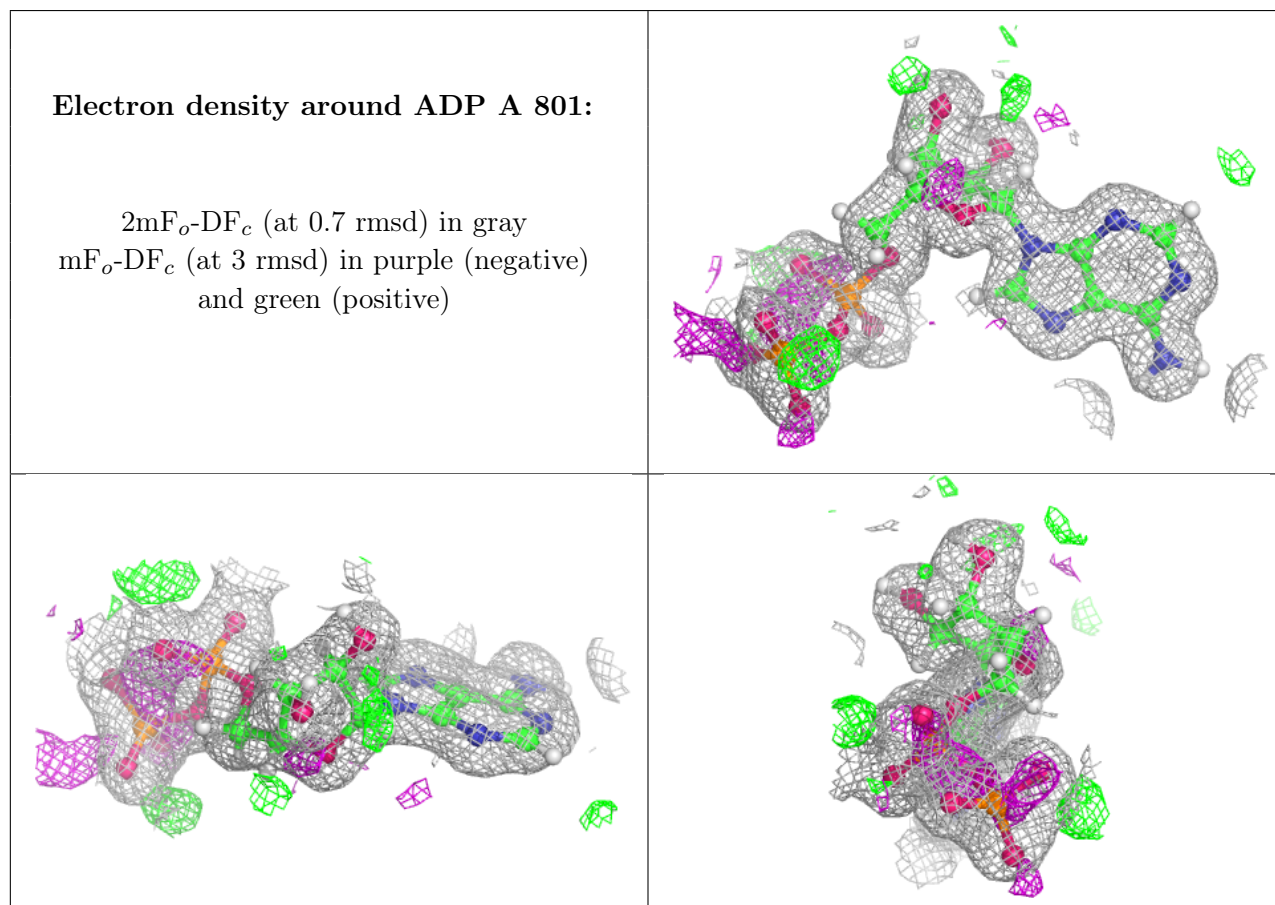 Electron density around ADP A 801:
2mFo-DFc (at 0.7 rmsd) in gray
mFo-DFc (at 3 rmsd) in purple (negative)
and green (positive)